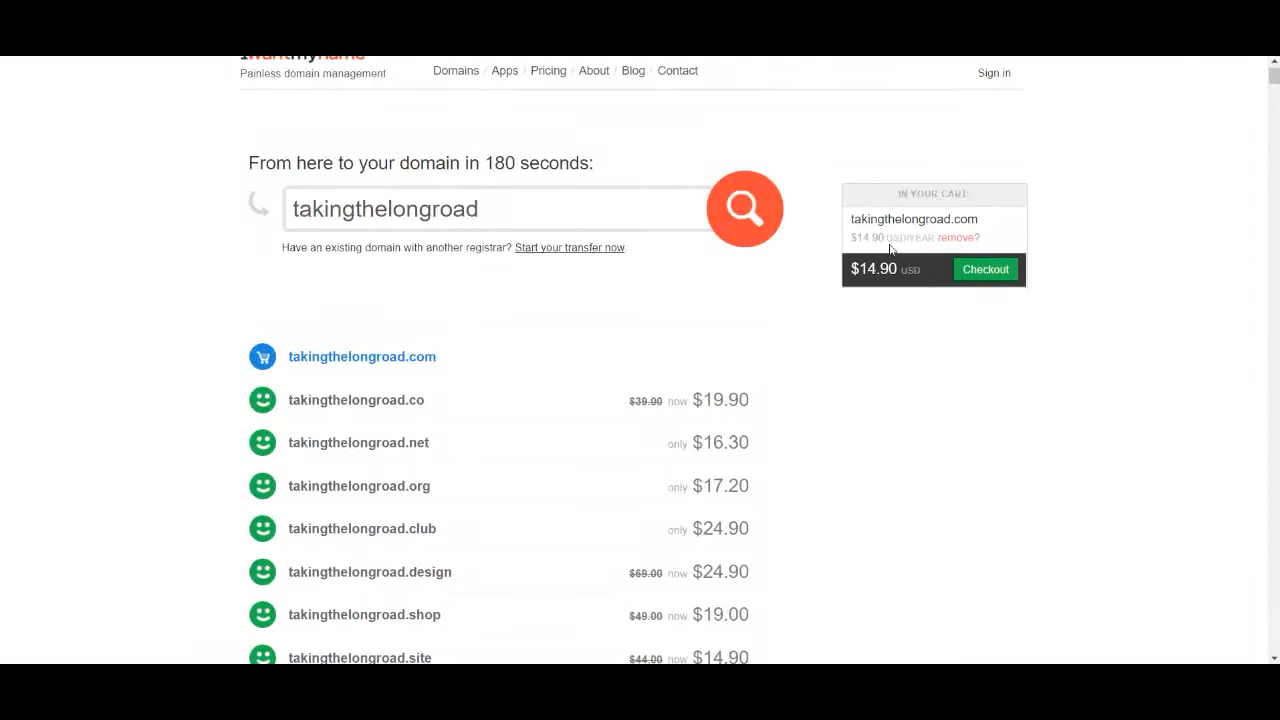 iwantmyname
Painless domain management
Domains / Apps / Pricing / About / Blog / Contact
Sign in
From here to your domain in 180 seconds:
takingthelongroad
Have an existing domain with another registrar? Start your transfer now.
IN YOUR CART:
takingthelongroad.com
$14.90 USD/YEAR remove?
$14.90 USD Checkout
takingthelongroad.com
takingthelongroad.co $39.00 now $19.90
takingthelongroad.net only $16.30
takingthelongroad.org only $17.20
takingthelongroad.club only $24.90
takingthelongroad.design $69.00 now $24.90
takingthelongroad.shop $49.00 now $19.00
takingthelongroad.site $44.00 now $14.90